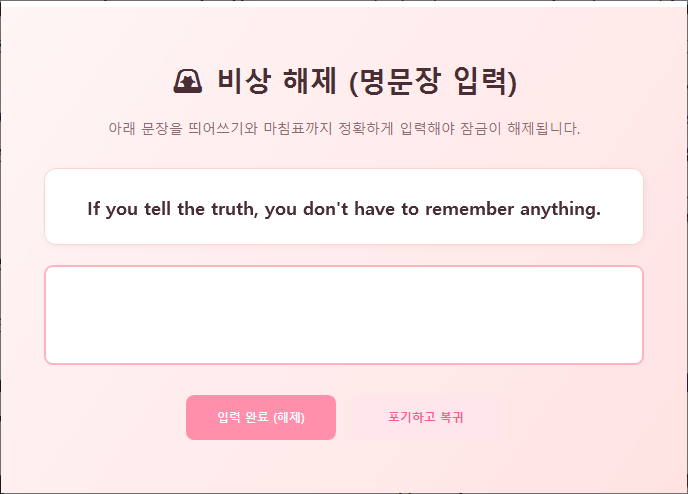 비상 해제 (명문장 입력)
아래 문장을 띄어쓰기와 마침표까지 정확하게 입력해야 잠금이 해제됩니다.
If you tell the truth, you don't have to remember anything.
입력 완료 (해제)
포기하고 복귀